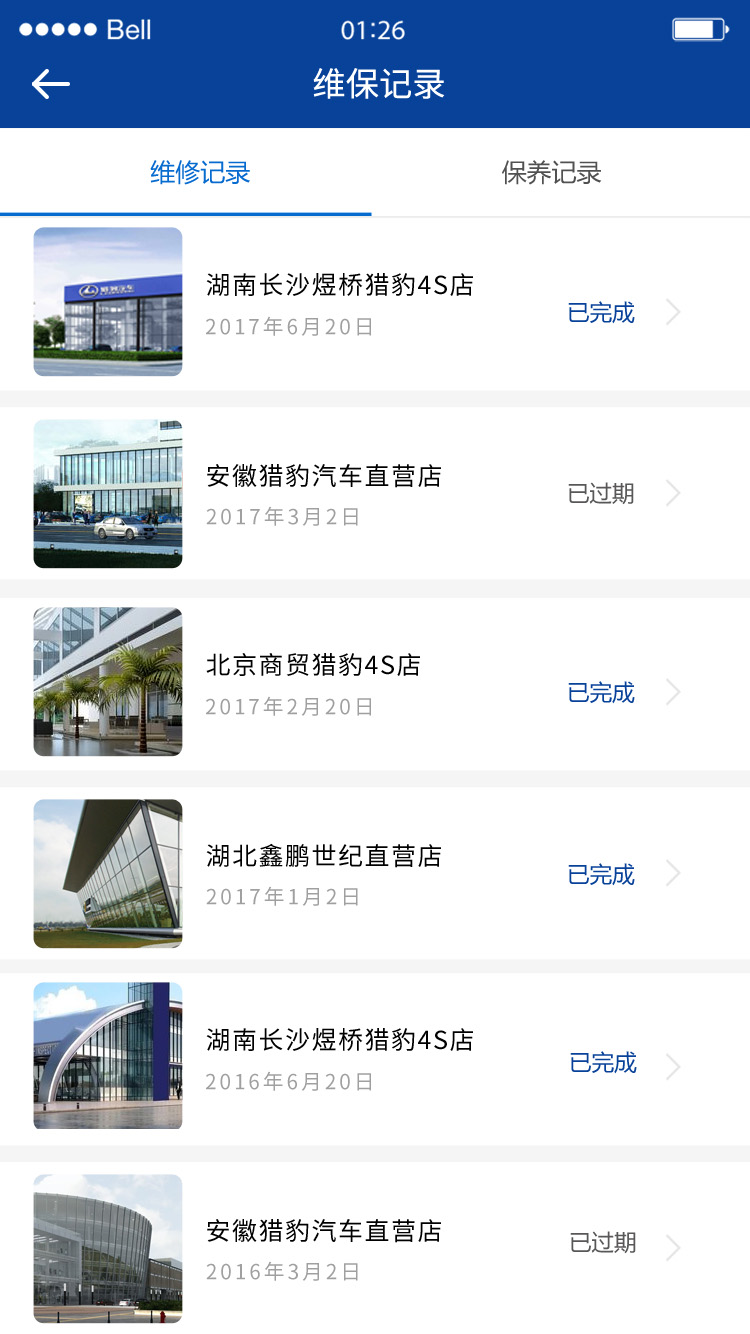 Bell
01:26
维保记录
维修记录
保养记录
湖南长沙煜桥猎豹4S店
2017年6月20日
已完成
安徽猎豹汽车直营店
2017年3月2日
已过期
北京商贸猎豹4S店
2017年2月20日
已完成
湖北鑫鹏世纪直营店
2017年1月2日
已完成
湖南长沙煜桥猎豹4S店
2016年6月20日
已完成
安徽猎豹汽车直营店
2016年3月2日
已过期